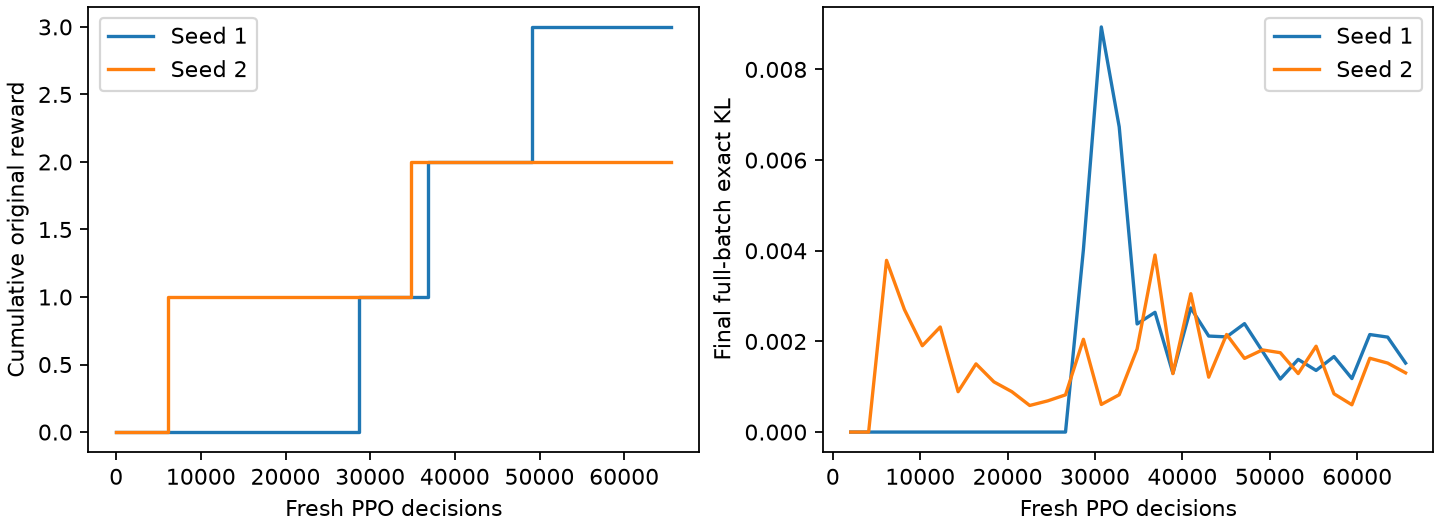 Cumulative original reward
3.0
2.5
2.0
1.5
1.0
0.5
0.0
Seed 1
Seed 2
0 10000 20000 30000 40000 50000 60000
Fresh PPO decisions
Final full-batch exact KL
0.008
0.006
0.004
0.002
0.000
Seed 1
Seed 2
10000 20000 30000 40000 50000 60000
Fresh PPO decisions